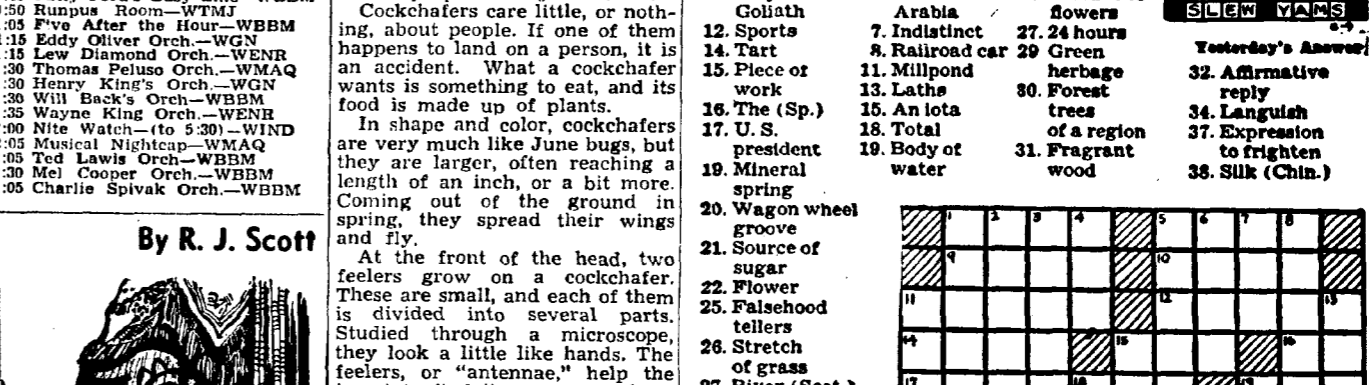 :50 Rumpus Room—WTMJ
:05 F've After the Hour—WBBM
:15 Eddy Oliver Orch.—WGN
:15 Lew Diamond Orch.—WENR
:30 Thomas Peluso Orch.—WMAQ
:30 Henry King's Orch—WGN
:30 Will Back's Orch—WBBM
:35 Wayne King Orch—WENR
:00 Nite Watch—(to 5:30)—WIND
:05 Musical Nightcap—WMAQ
:05 Ted Lawis Orch—WBBM
:30 Mel Cooper Orch.—WBBM
:05 Charlie Spivak Orch.—WBBM
By R. J. Scott
Cockchafers care little, or noth-
ing, about people. If one of them
happens to land on a person, it is
an accident. What a cockchafer
wants is something to eat, and its
food is made up of plants.
In shape and color, cockchafers
are very much like June bugs, but
they are larger, often reaching a
length of an inch, or a bit more.
Coming out of the ground in
spring, they spread their wings
and fly.
At the front of the head, two
feelers grow on a cockchafer.
These are small, and each of them
is divided into several parts.
Studied through a microscope,
they look a little like hands. The
feelers, or "antennae," help the
Goliath
12. Sports
14. Tart
15. Piece of
work
16. The (Sp.)
17. U. S.
president
19. Mineral
spring
20. Wagon wheel
groove
21. Source of
sugar
22. Flower
25. Falsehood
tellers
26. Stretch
of grass
27. River (Scot.)
Arabia
7. Indistinct
8. Railroad car
11. Millpond
13. Laths
15. An iota
18. Total
19. Body of
water
flowers
27. 24 hours
29 Green
herbage
30. Forest
trees
of a region
31. Fragrant
wood
SLEW YAMS
Yesterday's Answer
32. Affirmative
reply
34. Languish
37. Expression
to frighten
38. Silk (Chin.)
1 2 3 4 5 6 7 8
9 10
11 12 13
14 15 16
17 18 19